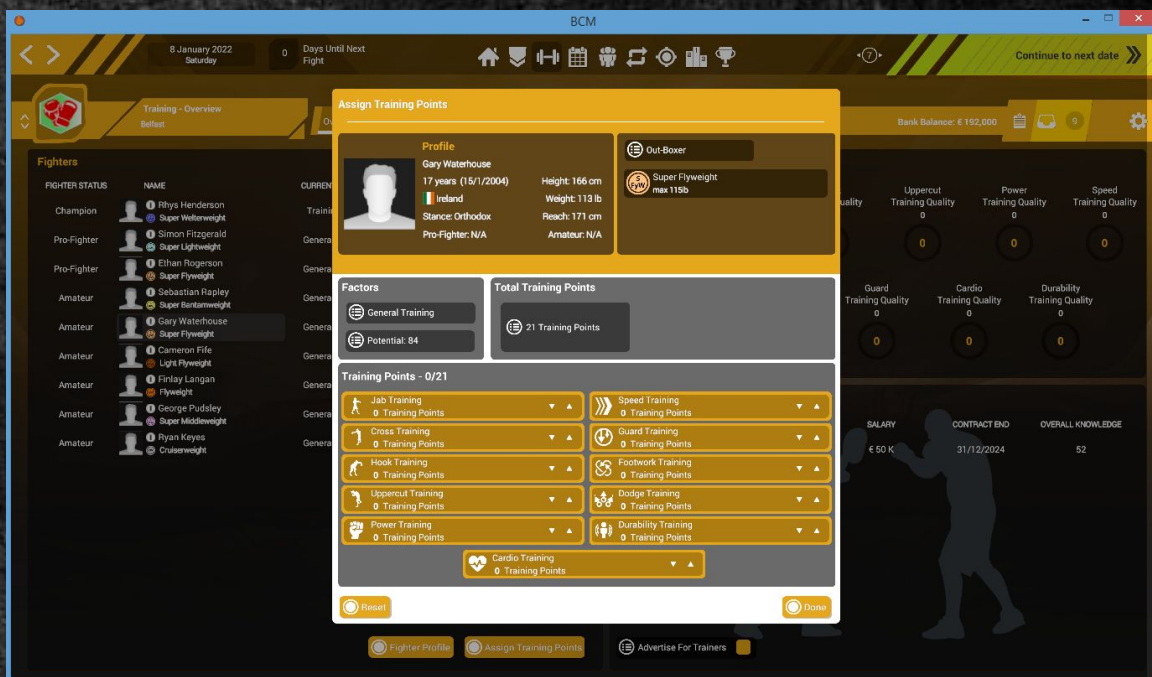 BCM
8 January 2022
Saturday
0
Days Until Next
Fight
7
Continue to next date
Training - Overview
Belfast
Bank Balance: € 192,000
9
Fighters
FIGHTER STATUS NAME
Champion Rhys Henderson
Super Welterweight
Pro-Fighter Simon Fitzgerald
Super Lightweight
Pro-Fighter Ethan Rogerson
Super Flyweight
Amateur Sebastian Rapley
Super Bantamweight
Amateur Gary Waterhouse
Super Flyweight
Amateur Cameron Fife
Light Flyweight
Amateur Finlay Langan
Flyweight
Amateur George Pudsley
Super Middleweight
Amateur Ryan Keyes
Cruiserweight
Assign Training Points
Profile
Gary Waterhouse
17 years (15/1/2004) Height: 166 cm
Ireland Weight: 113 lb
Stance: Orthodox Reach: 171 cm
Pro-Fighter: N/A Amateur: N/A
Out-Boxer
S
FyW
Super Flyweight
max 115lb
Factors
General Training
Potential: 84
Total Training Points
21 Training Points
Training Points - 0/21
Jab Training
0 Training Points
Speed Training
0 Training Points
Cross Training
0 Training Points
Guard Training
0 Training Points
Hook Training
0 Training Points
Footwork Training
0 Training Points
Uppercut Training
0 Training Points
Dodge Training
0 Training Points
Power Training
0 Training Points
Durability Training
0 Training Points
Cardio Training
0 Training Points
Reset
Done
Uppercut
Training Quality
0
0
Power
Training Quality
0
0
Speed
Training Quality
0
0
Guard
Training Quality
0
0
Cardio
Training Quality
0
0
Durability
Training Quality
0
0
SALARY CONTRACT END OVERALL KNOWLEDGE
€ 50 K 31/12/2024 52
Fighter Profile
Assign Training Points
Advertise For Trainers